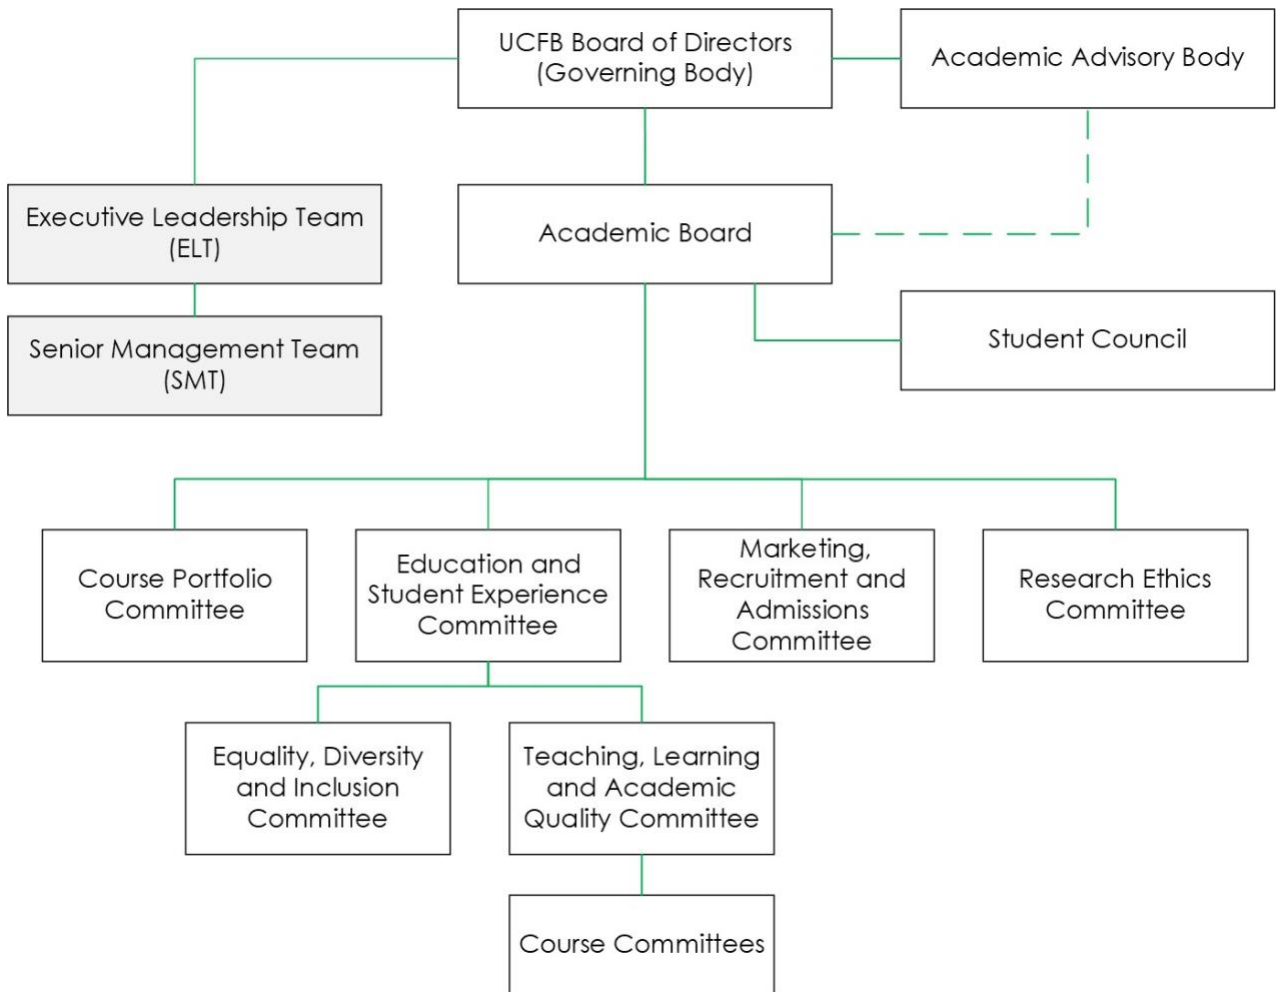 UCFB Board of Directors
(Governing Body)
Academic Advisory Body
Executive Leadership Team
(ELT)
Academic Board
Senior Management Team
(SMT)
Student Council
Course Portfolio
Committee
Education and
Student Experience
Committee
Marketing,
Recruitment and
Admissions
Committee
Research Ethics
Committee
Equality, Diversity
and Inclusion
Committee
Teaching, Learning
and Academic
Quality Committee
Course Committees